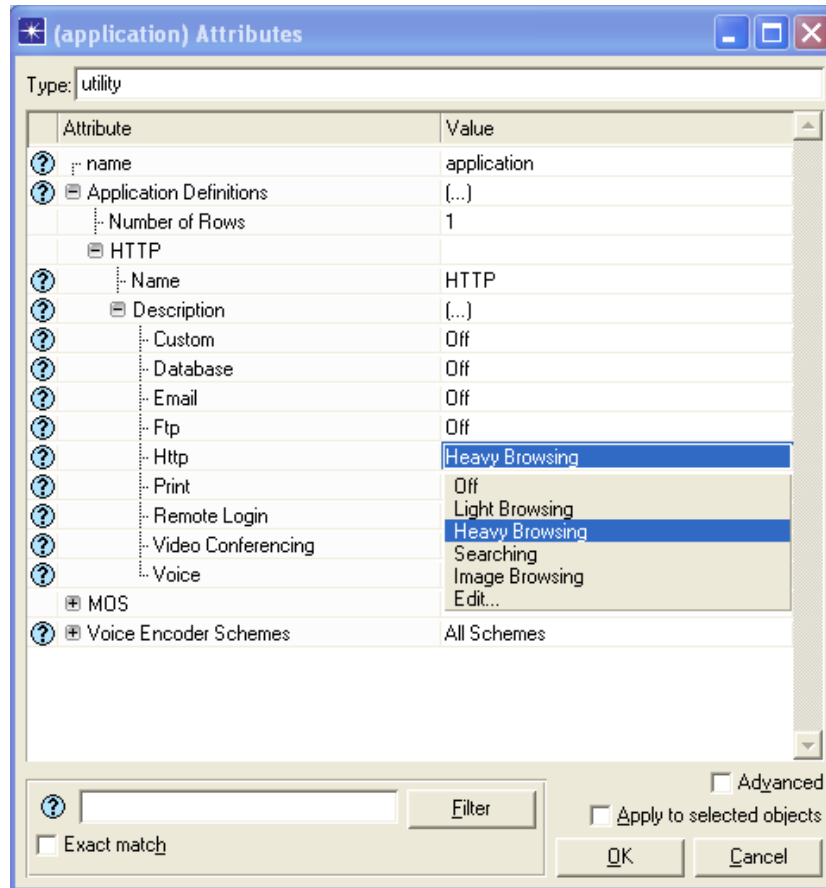 (application) Attributes
Type: utility
Attribute Value
name application
Application Definitions (...)
Number of Rows 1
HTTP
Name HTTP
Description (...)
Custom Off
Database Off
Email Off
Ftp Off
Http Heavy Browsing
Print Off
Remote Login Light Browsing
Heavy Browsing
Video Conferencing Searching
Voice Image Browsing
MOS Edit...
Voice Encoder Schemes All Schemes
Advanced
Filter
Apply to selected objects
Exact match
OK Cancel